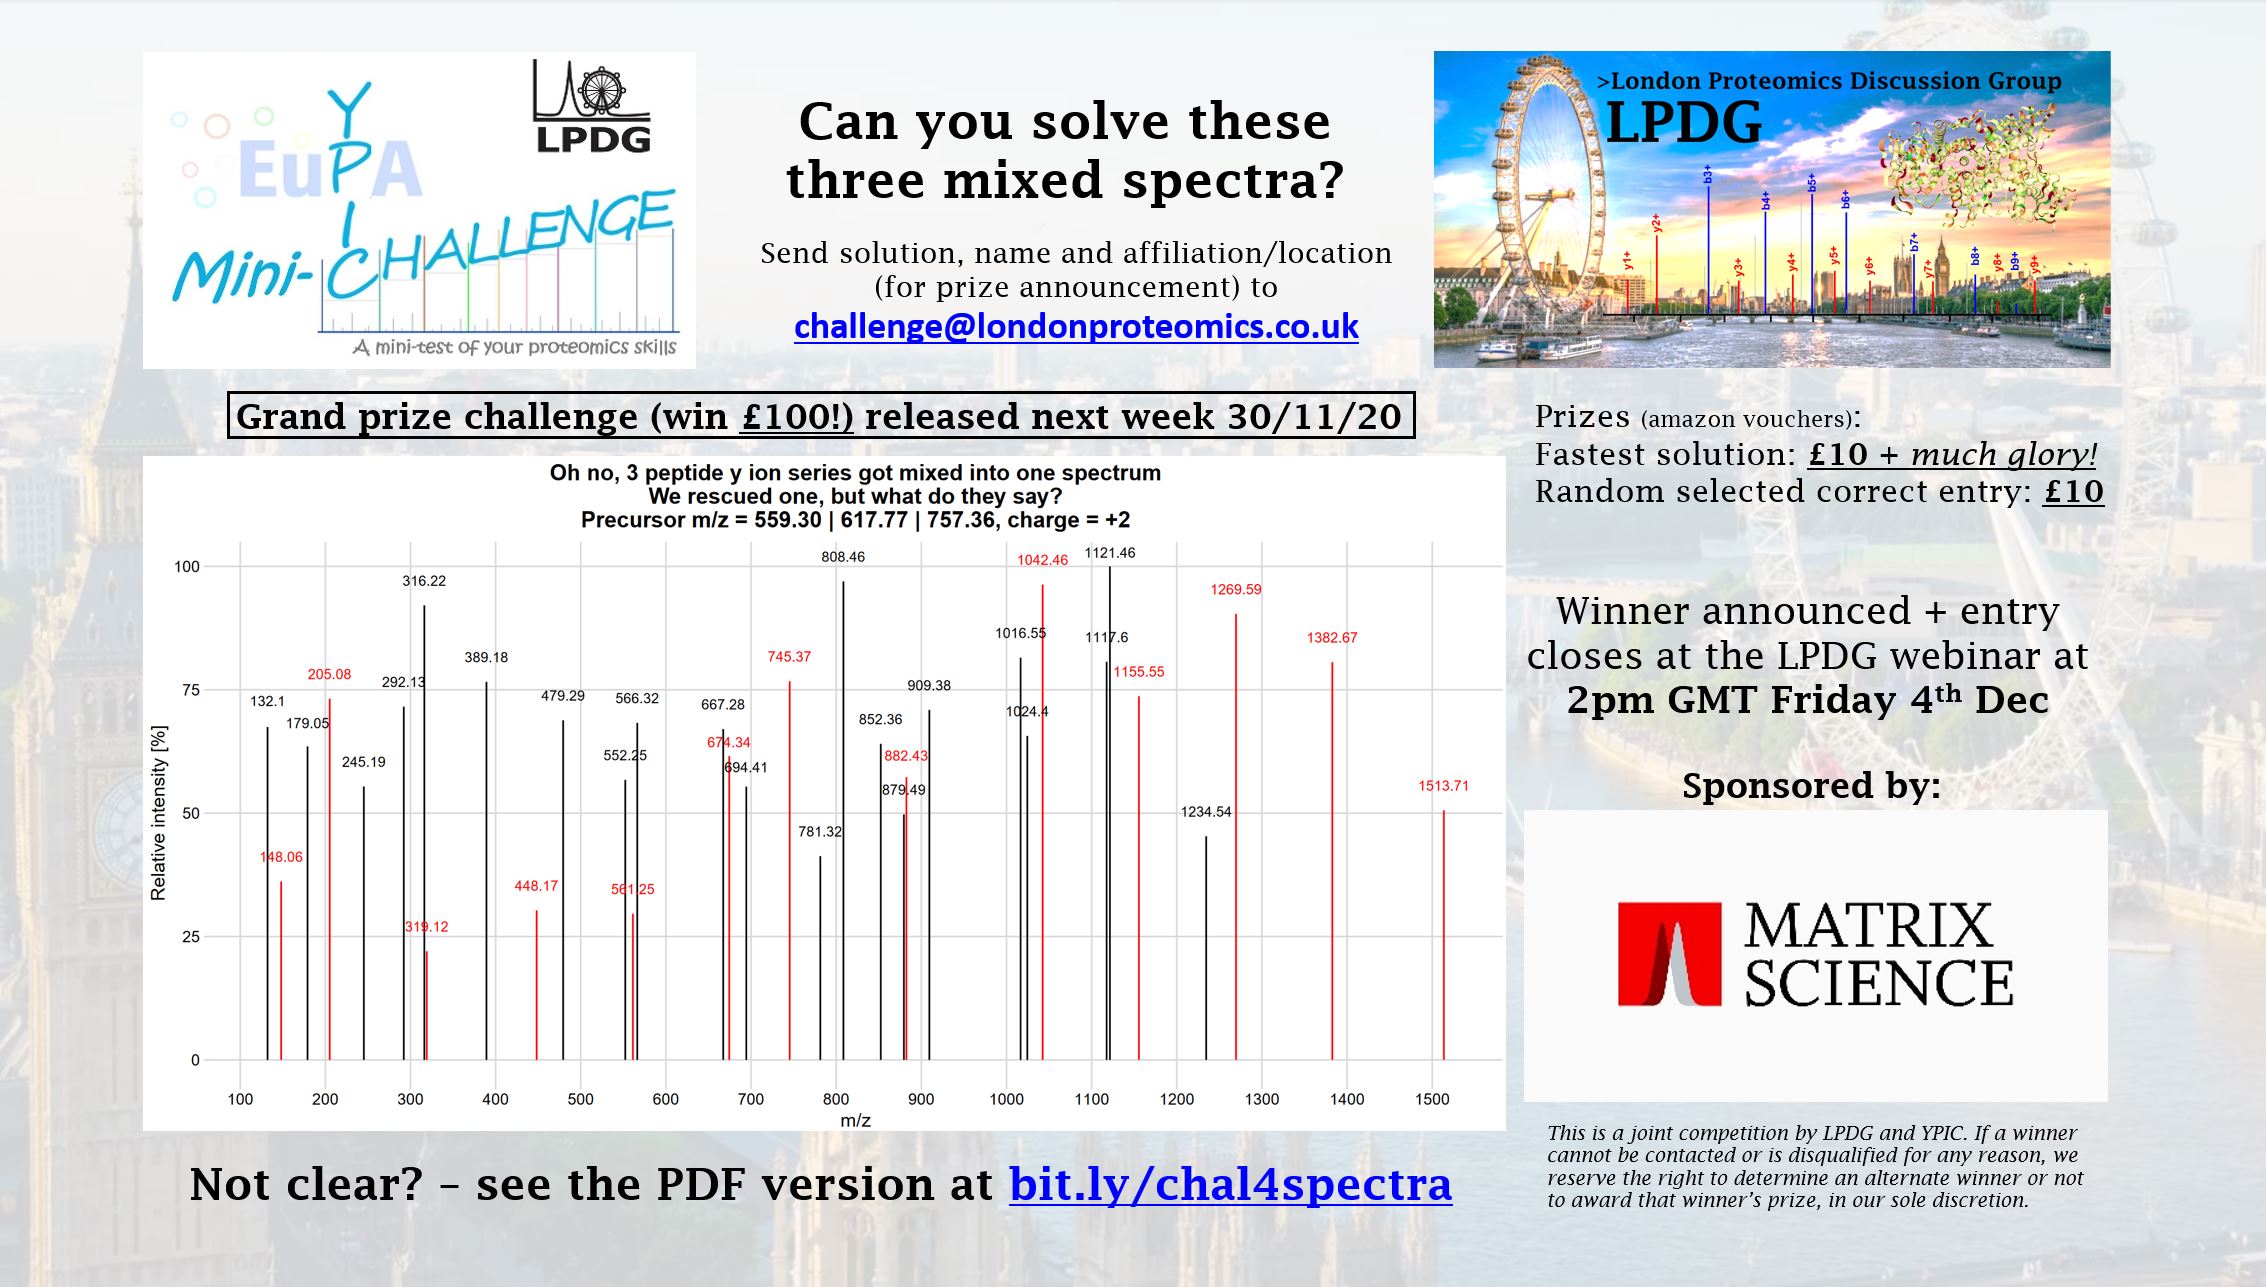 EuPA
YPIC
Mini-CHALLENGE
A mini-test of your proteomics skills
LPDG
Can you solve these
three mixed spectra?
Send solution, name and affiliation/location
(for prize announcement) to
challenge@londonproteomics.co.uk
>London Proteomics Discussion Group
LPDG
y1+
y2+
b3+
y3+
b4+
y4+
b5+
y5+
b6+
y6+
b7+
y7+
b8+
y8+
b9+
y9+
Grand prize challenge (win £100!) released next week 30/11/20
Prizes (amazon vouchers):
Fastest solution: £10 + much glory!
Random selected correct entry: £10
Oh no, 3 peptide y ion series got mixed into one spectrum
We rescued one, but what do they say?
Precursor m/z = 559.30 | 617.77 | 757.36, charge = +2
Relative intensity [%]
100
75
50
25
0
132.1
148.06
179.05
205.08
245.19
292.13
316.22
319.12
389.18
448.17
479.29
552.25
561.25
566.32
667.28
674.34
694.41
745.37
781.32
808.46
852.36
879.49
882.43
909.38
1016.55
1024.4
1042.46
1117.6
1121.46
1155.55
1234.54
1269.59
1382.67
1513.71
100
200
300
400
500
600
700
800
900
1000
1100
1200
1300
1400
1500
m/z
Winner announced + entry
closes at the LPDG webinar at
2pm GMT Friday 4th Dec
Sponsored by:
MATRIX
SCIENCE
This is a joint competition by LPDG and YPIC. If a winner
cannot be contacted or is disqualified for any reason, we
reserve the right to determine an alternate winner or not
to award that winner's prize, in our sole discretion.
Not clear? – see the PDF version at bit.ly/chal4spectra